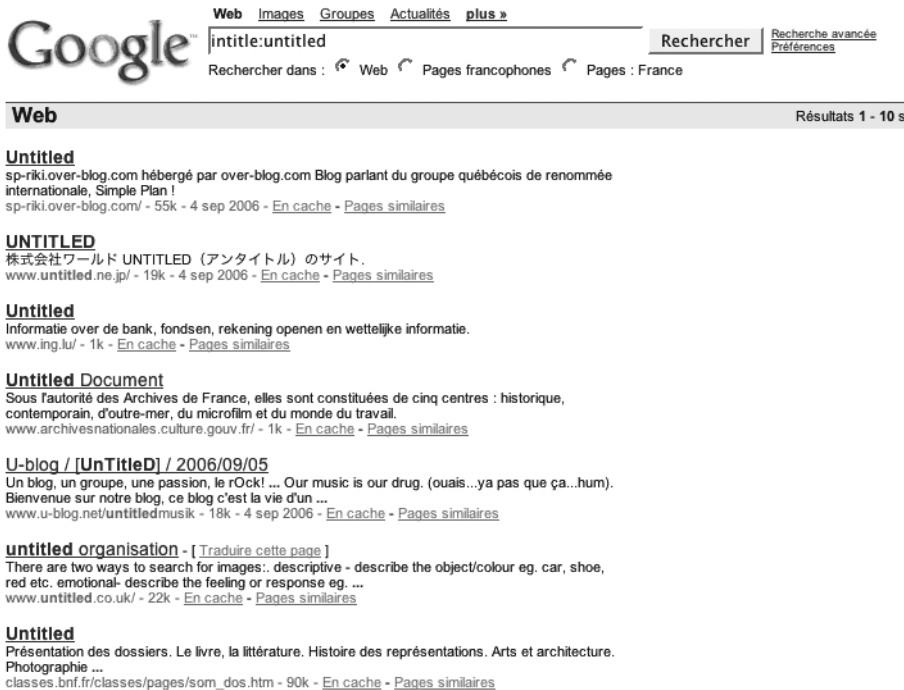 Web Images Groupes Actualités plus »
Google™
intitle:untitled Rechercher Recherche avancée
Préférences
Rechercher dans : Web Pages francophones Pages : France
Web Résultats 1 - 10 s
Untitled
sp-riki.over-blog.com hébergé par over-blog.com Blog parlant du groupe québécois de renommée
internationale, Simple Plan !
sp-riki.over-blog.com/ - 55k - 4 sep 2006 - En cache - Pages similaires
UNTITLED
株式会社ワールド UNTITLED（アンタイトル）のサイト.
www.untitled.ne.jp/ - 19k - 4 sep 2006 - En cache - Pages similaires
Untitled
Informatie over de bank, fondsen, rekening openen en wettelijke informatie.
www.ing.lu/ - 1k - En cache - Pages similaires
Untitled Document
Sous l'autorité des Archives de France, elles sont constituées de cinq centres : historique,
contemporain, d'outre-mer, du microfilm et du monde du travail.
www.archivesnationales.culture.gouv.fr/ - 1k - En cache - Pages similaires
U-blog / [UnTitleD] / 2006/09/05
Un blog, un groupe, une passion, le rOck! ... Our music is our drug. (ouais...ya pas que ça...hum).
Bienvenue sur notre blog, ce blog c'est la vie d'un ...
www.u-blog.net/untitledmusik - 18k - 4 sep 2006 - En cache - Pages similaires
untitled organisation - [ Traduire cette page ]
There are two ways to search for images:. descriptive - describe the object/colour eg. car, shoe,
red etc. emotional- describe the feeling or response eg. ...
www.untitled.co.uk/ - 22k - En cache - Pages similaires
Untitled
Présentation des dossiers. Le livre, la littérature. Histoire des représentations. Arts et architecture.
Photographie ...
classes.bnf.fr/classes/pages/som_dos.htm - 90k - En cache - Pages similaires